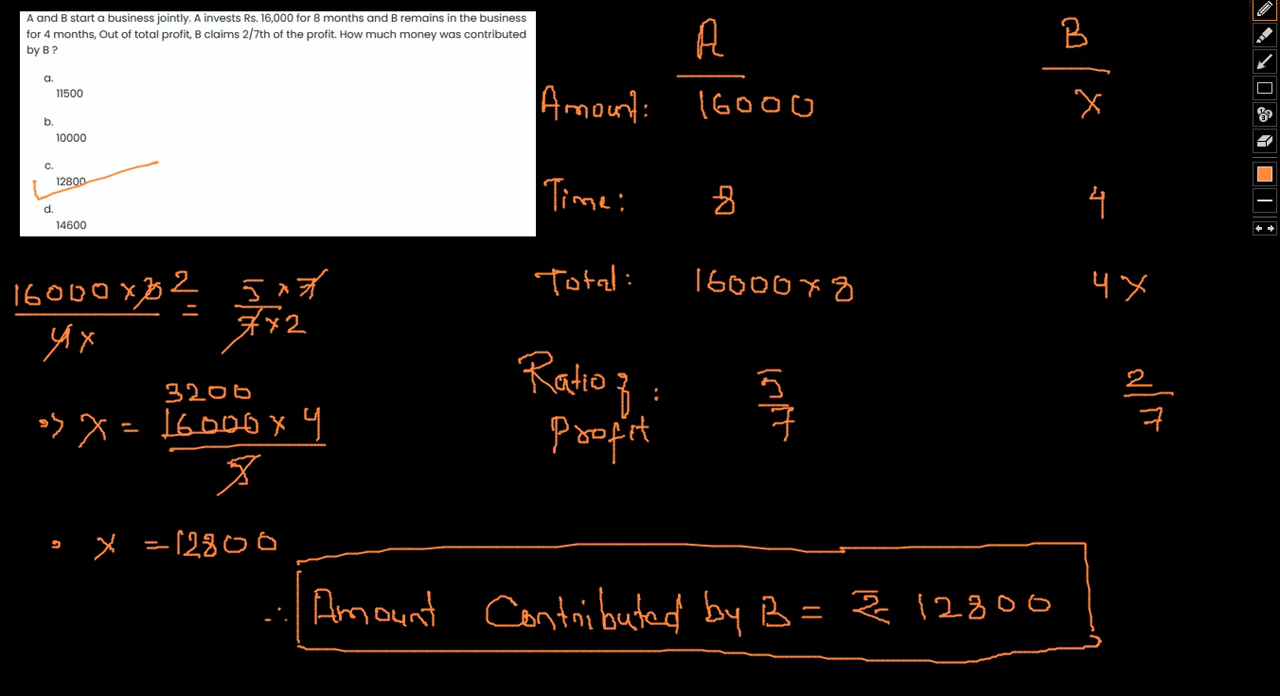 A and B start a business jointly. A invests Rs. 16,000 for 8 months and B remains in the business
for 4 months, Out of total profit, B claims 2/7th of the profit. How much money was contributed
by B ?
a.
11500
b.
10000
c.
12800
d.
14600
A B
Amount: 16000 x
Time: 8 4
Total: 16000 × 8 4x
Ratio of : 5/7 2/7
Profit
16000 × 8 2 / 4x = 5 × 7 / 7 × 2
3200
⇒ x = 16000 × 4 / 5
x = 12800
∴ Amount Contributed by B = ₹ 12800